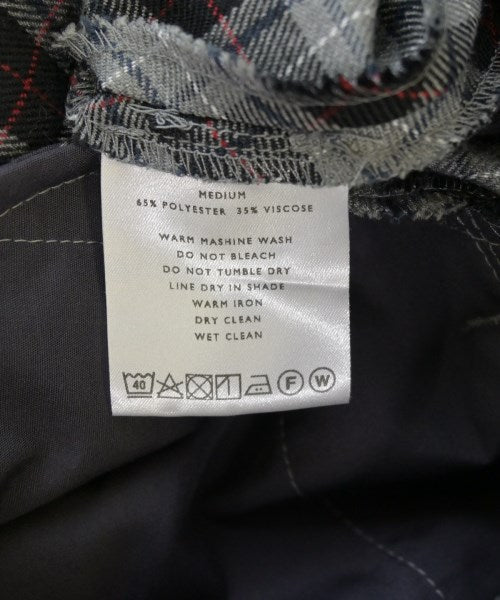 MEDIUM
65% POLYESTER 35% VISCOSE
WARM MASHINE WASH
DO NOT BLEACH
DO NOT TUMBLE DRY
LINE DRY IN SHADE
WARM IRON
DRY CLEAN
WET CLEAN
40 F W